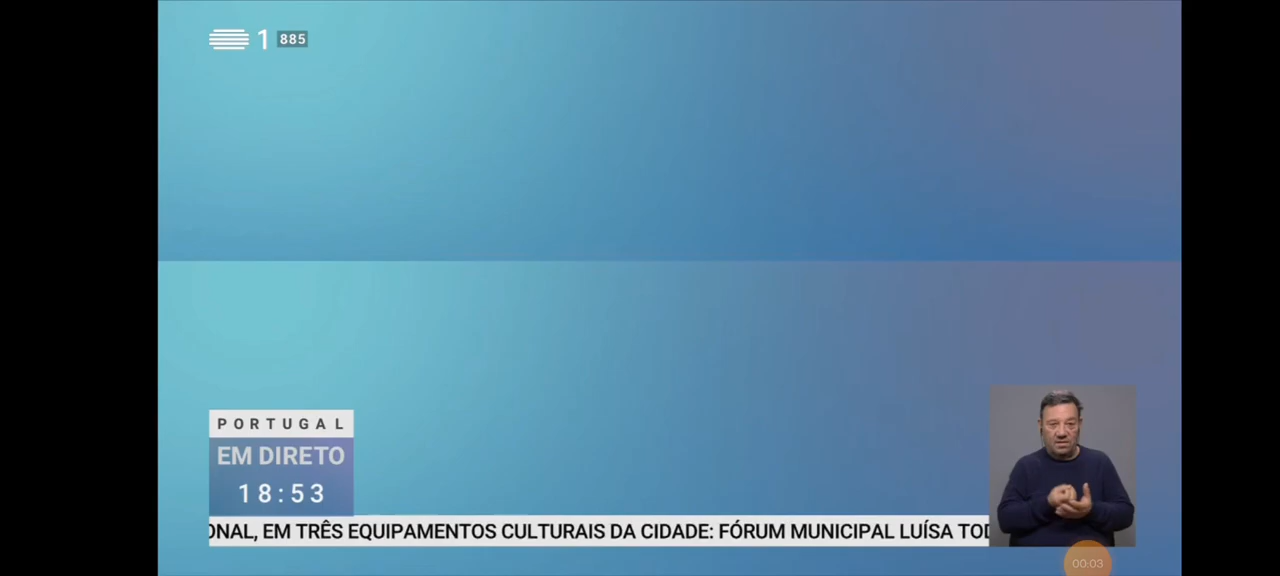 1 885
PORTUGAL
EM DIRETO
18:53
ONAL, EM TRÊS EQUIPAMENTOS CULTURAIS DA CIDADE: FÓRUM MUNICIPAL LUÍSA TOD
00:03